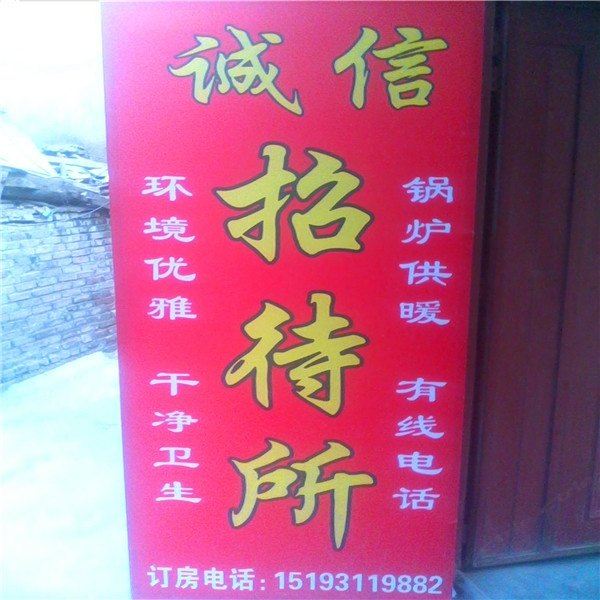 诚信
招待所
环境优雅
干净卫生
锅炉供暖
有线电话
订房电话:15193119882